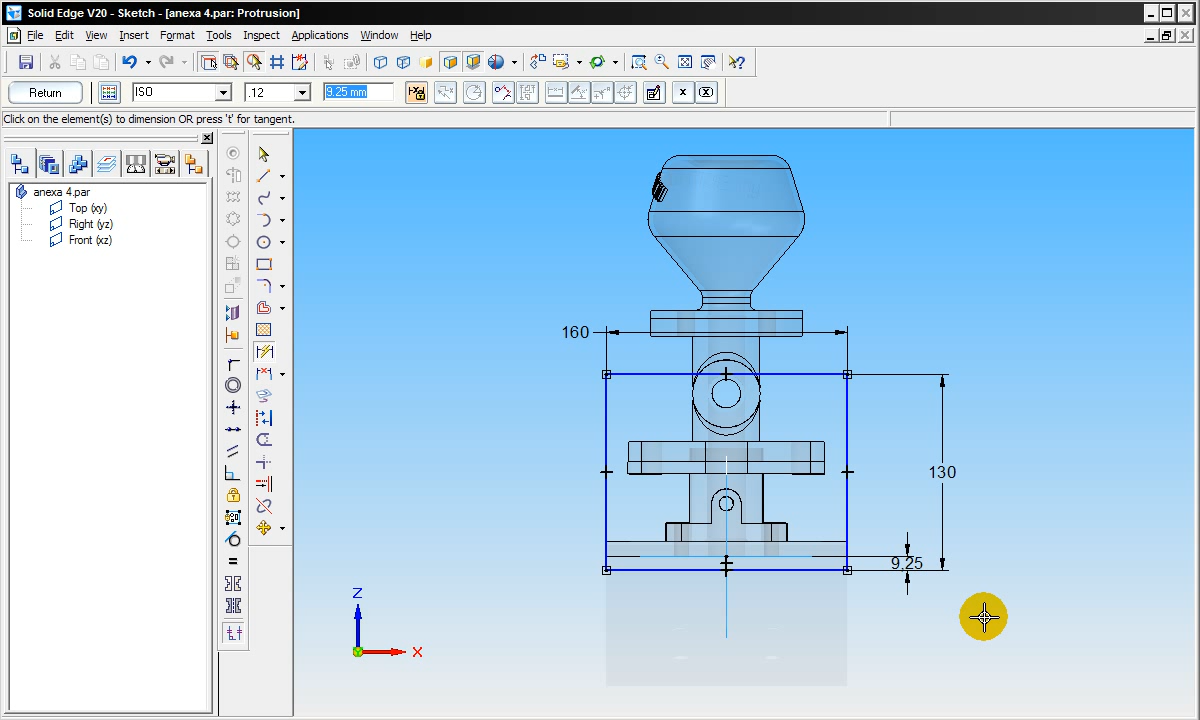 Solid Edge V20 - Sketch - [anexa 4.par: Protrusion]
File Edit View Insert Format Tools Inspect Applications Window Help
Return ISO .12 9.25 mm
Click on the element(s) to dimension OR press 't' for tangent.
anexa 4.par
Top (xy)
Right (yz)
Front (xz)
160
130
9,25
Z
X